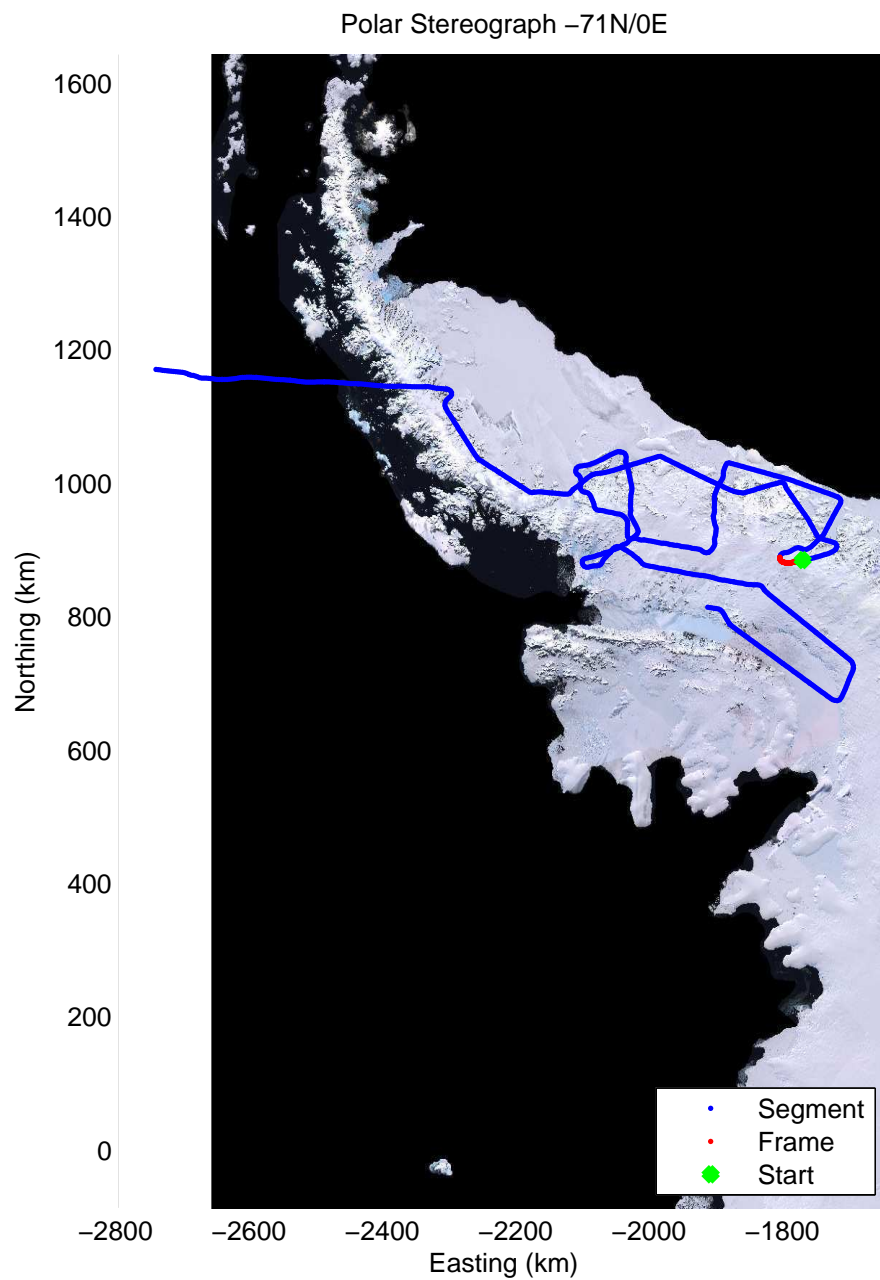 Polar Stereograph −71N/0E
1600
1400
1200
1000
800
600
400
200
0
Northing (km)
−2800 −2600 −2400 −2200 −2000 −1800
Easting (km)
Segment
Frame
Start